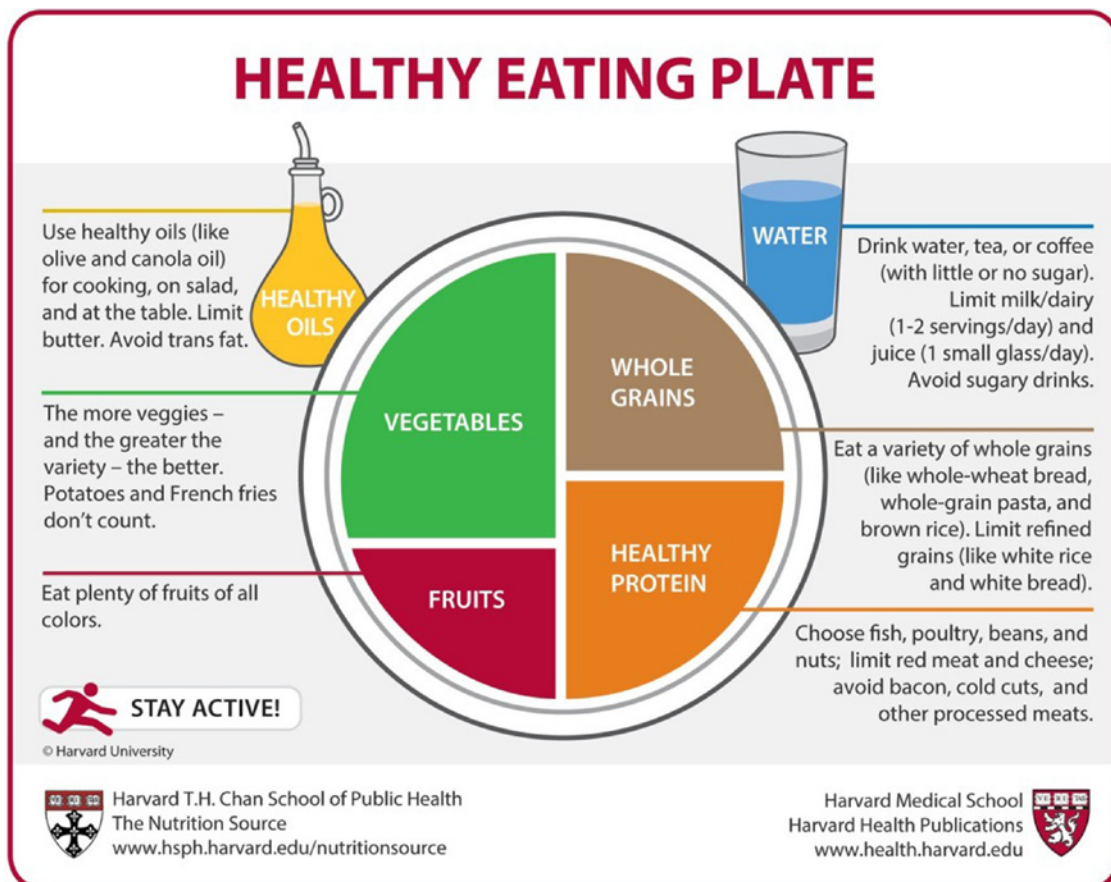 HEALTHY EATING PLATE
Use healthy oils (like
olive and canola oil)
for cooking, on salad,
and at the table. Limit
butter. Avoid trans fat.
HEALTHY
OILS
The more veggies –
and the greater the
variety – the better.
Potatoes and French fries
don't count.
Eat plenty of fruits of all
colors.
VEGETABLES
FRUITS
WHOLE
GRAINS
HEALTHY
PROTEIN
WATER
Drink water, tea, or coffee
(with little or no sugar).
Limit milk/dairy
(1-2 servings/day) and
juice (1 small glass/day).
Avoid sugary drinks.
Eat a variety of whole grains
(like whole-wheat bread,
whole-grain pasta, and
brown rice). Limit refined
grains (like white rice
and white bread).
Choose fish, poultry, beans, and
nuts; limit red meat and cheese;
avoid bacon, cold cuts, and
other processed meats.
STAY ACTIVE!
© Harvard University
Harvard T.H. Chan School of Public Health
The Nutrition Source
www.hsph.harvard.edu/nutritionsource
Harvard Medical School
Harvard Health Publications
www.health.harvard.edu